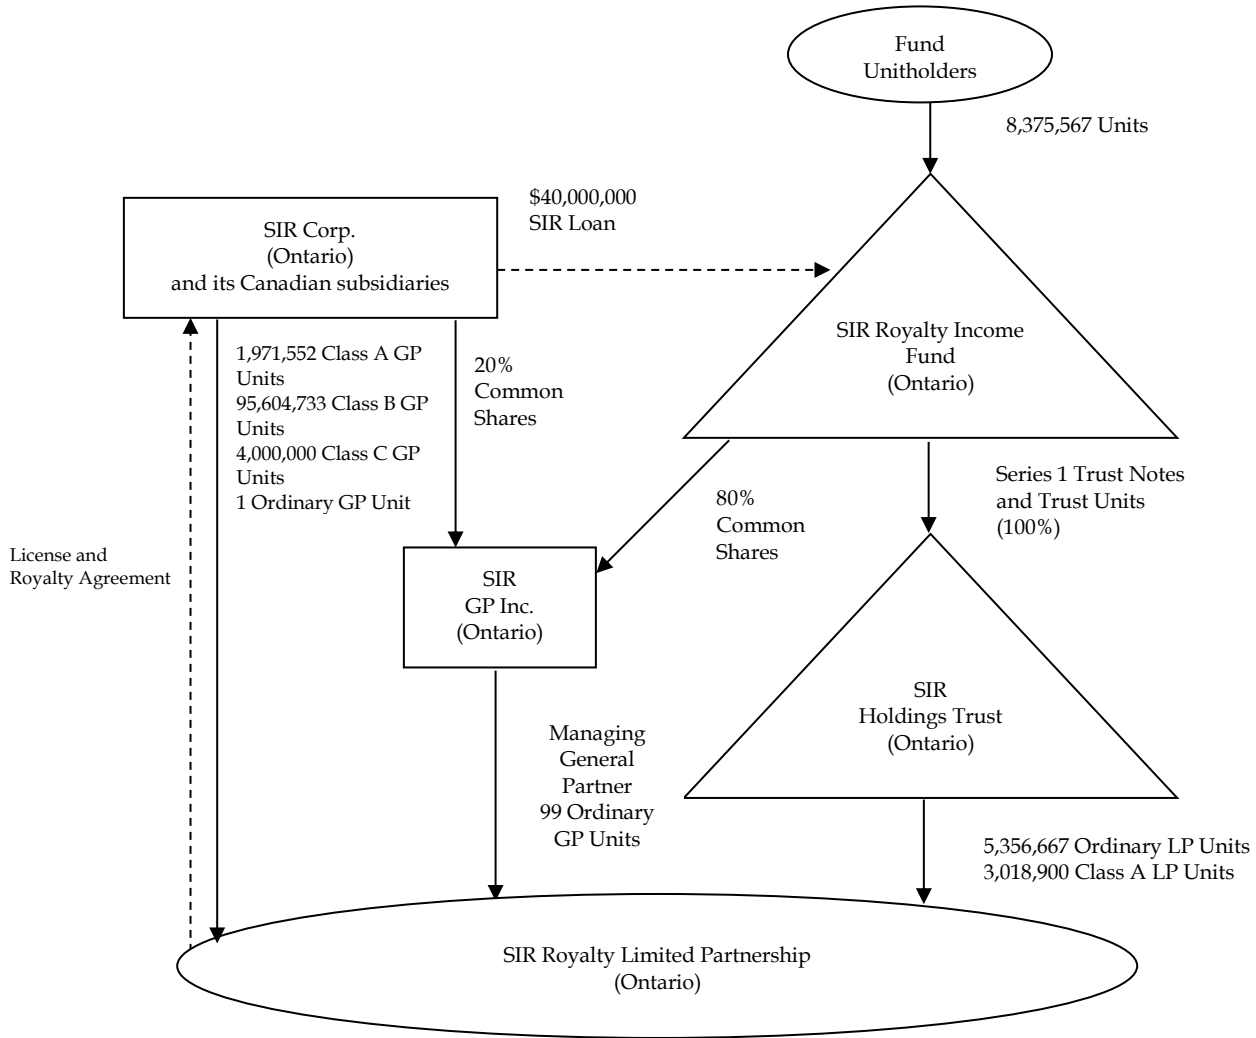 Fund
Unitholders
8,375,567 Units
$40,000,000
SIR Loan
SIR Corp.
(Ontario)
and its Canadian subsidiaries
SIR Royalty Income
Fund
(Ontario)
1,971,552 Class A GP
Units
95,604,733 Class B GP
Units
4,000,000 Class C GP
Units
1 Ordinary GP Unit
20%
Common
Shares
80%
Common
Shares
Series 1 Trust Notes
and Trust Units
(100%)
License and
Royalty Agreement
SIR
GP Inc.
(Ontario)
SIR
Holdings Trust
(Ontario)
Managing
General
Partner
99 Ordinary
GP Units
5,356,667 Ordinary LP Units
3,018,900 Class A LP Units
SIR Royalty Limited Partnership
(Ontario)